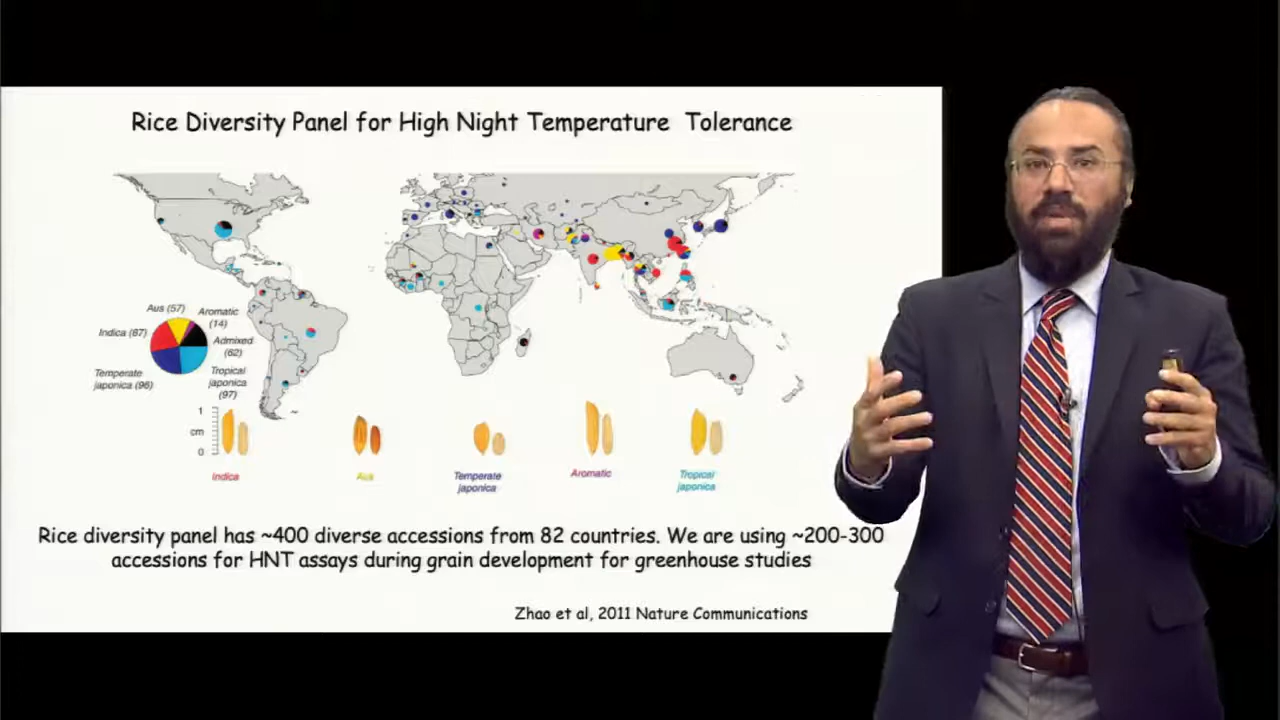 Rice Diversity Panel for High Night Temperature Tolerance
Aus (57)
Aromatic
(14)
Indica (87)
Admixed
(62)
Temperate
japonica (96)
Tropical
japonica
(97)
1
cm
0
Indica
Aus
Temperate
japonica
Aromatic
Tropical
japonica
Rice diversity panel has ~400 diverse accessions from 82 countries. We are using ~200-300
accessions for HNT assays during grain development for greenhouse studies
Zhao et al, 2011 Nature Communications